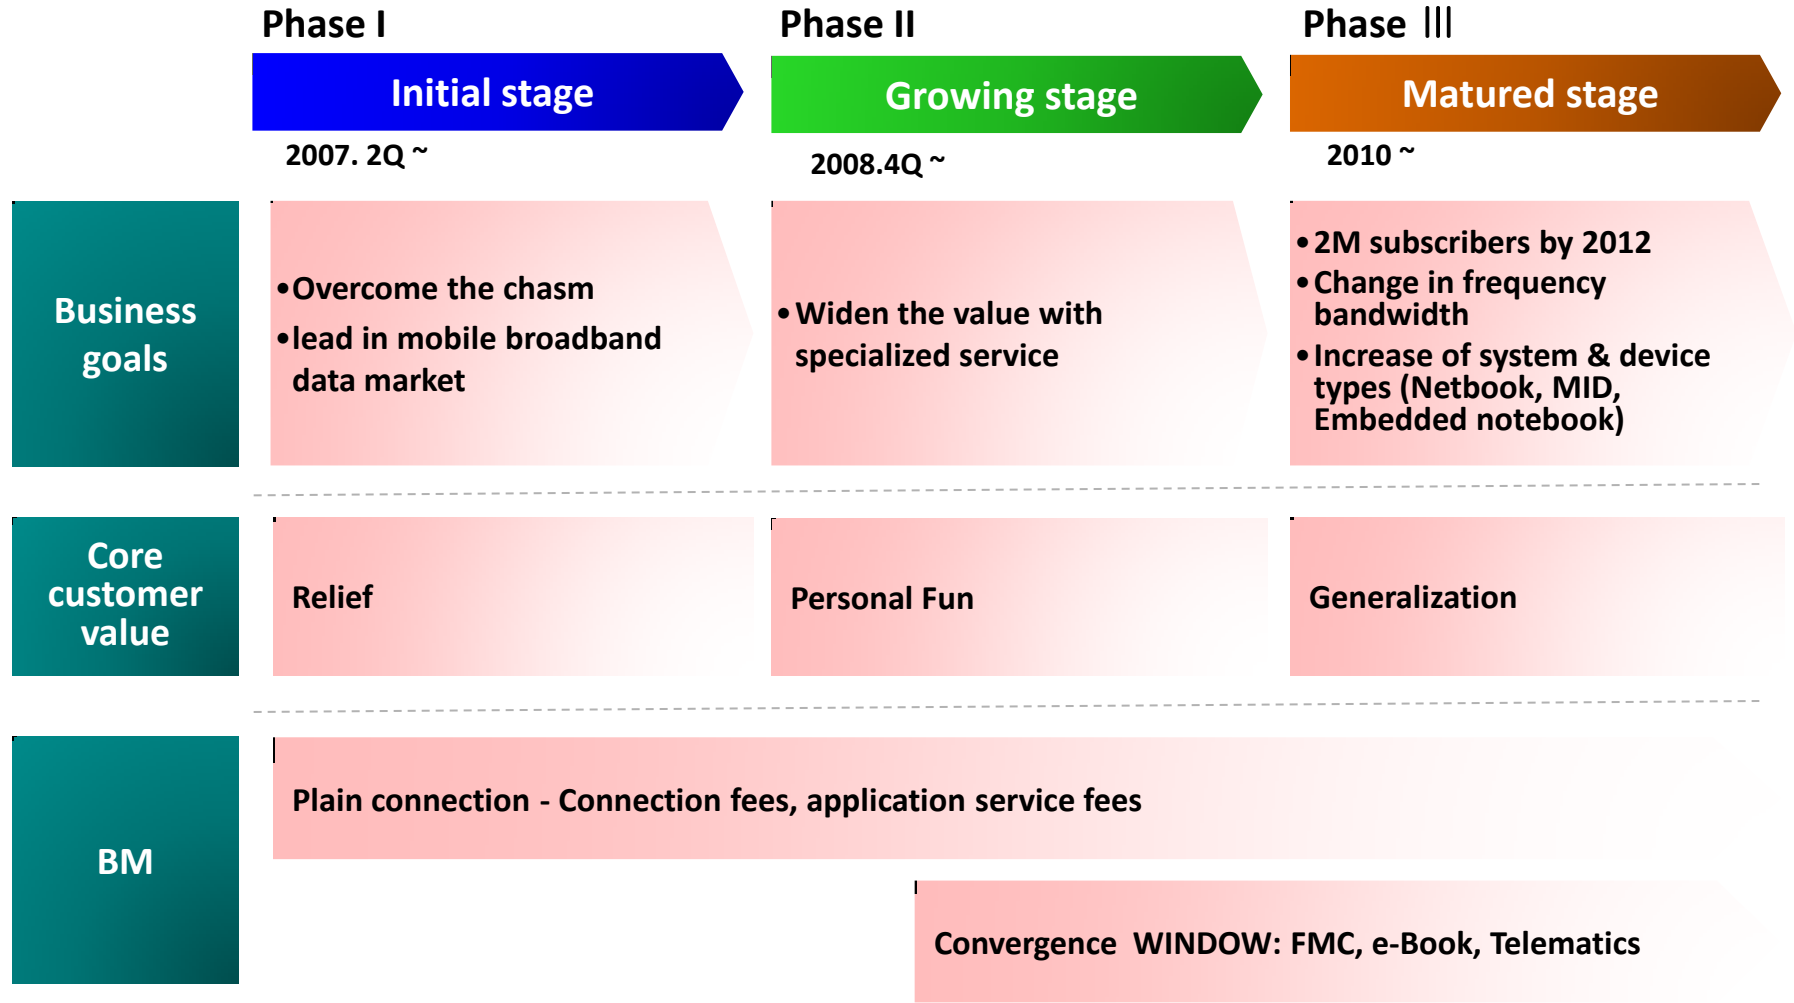 Phase I
Phase II
Phase III
Initial stage
Growing stage
Matured stage
2007. 2Q ~
2008.4Q ~
2010 ~
Business
goals
•Overcome the chasm
•lead in mobile broadband
data market
•Widen the value with
specialized service
•2M subscribers by 2012
•Change in frequency
bandwidth
•Increase of system & device
types (Netbook, MID,
Embedded notebook)
Core
customer
value
Relief
Personal Fun
Generalization
BM
Plain connection - Connection fees, application service fees
Convergence WINDOW: FMC, e-Book, Telematics